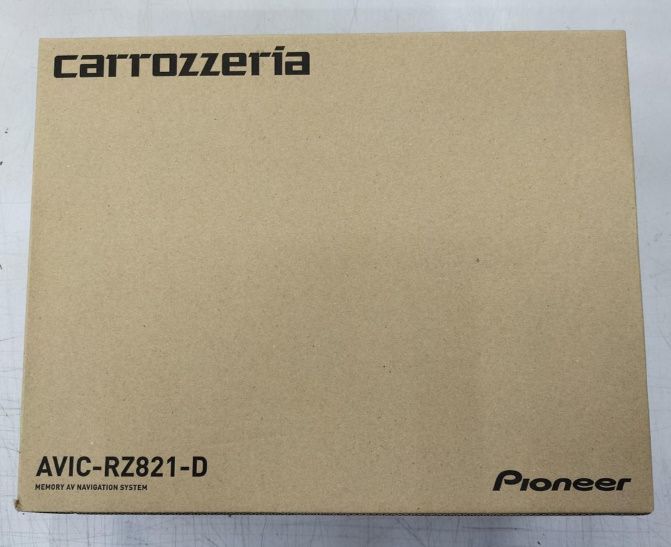 carrozzeria
AVIC-RZ821-D
MEMORY AV NAVIGATION SYSTEM
Pioneer